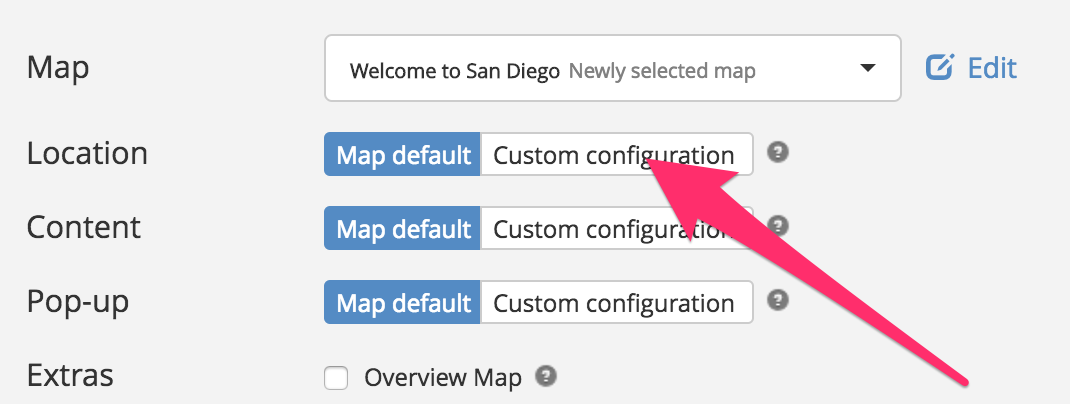 Map Welcome to San Diego Newly selected map Edit
Location Map default Custom configuration ?
Content Map default Custom configuration ?
Pop-up Map default Custom configuration ?
Extras Overview Map ?